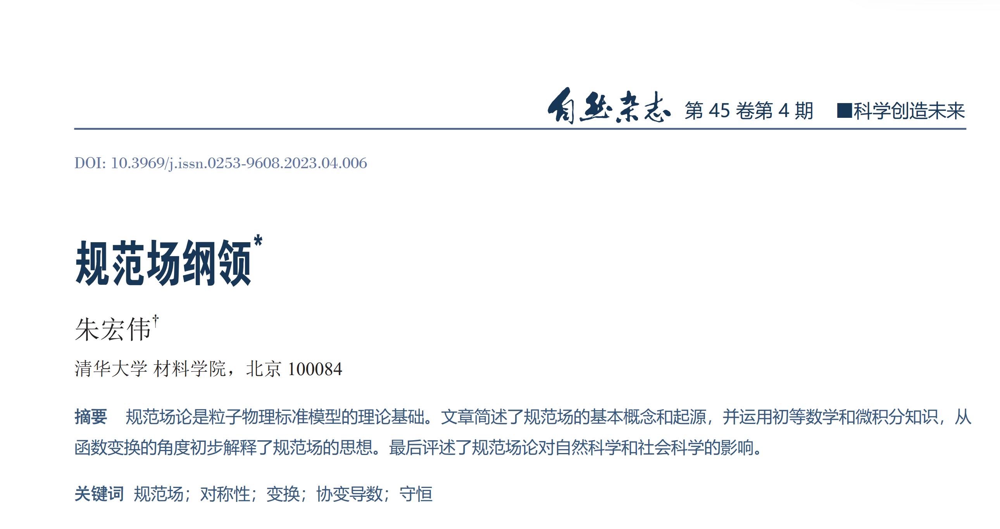 自然杂志 第 45 卷第 4 期 ■科学创造未来
DOI: 10.3969/j.issn.0253-9608.2023.04.006
规范场纲领*
朱宏伟†
清华大学 材料学院，北京 100084
摘要 规范场论是粒子物理标准模型的理论基础。文章简述了规范场的基本概念和起源，并运用初等数学和微积分知识，从
函数变换的角度初步解释了规范场的思想。最后评述了规范场论对自然科学和社会科学的影响。
关键词 规范场；对称性；变换；协变导数；守恒